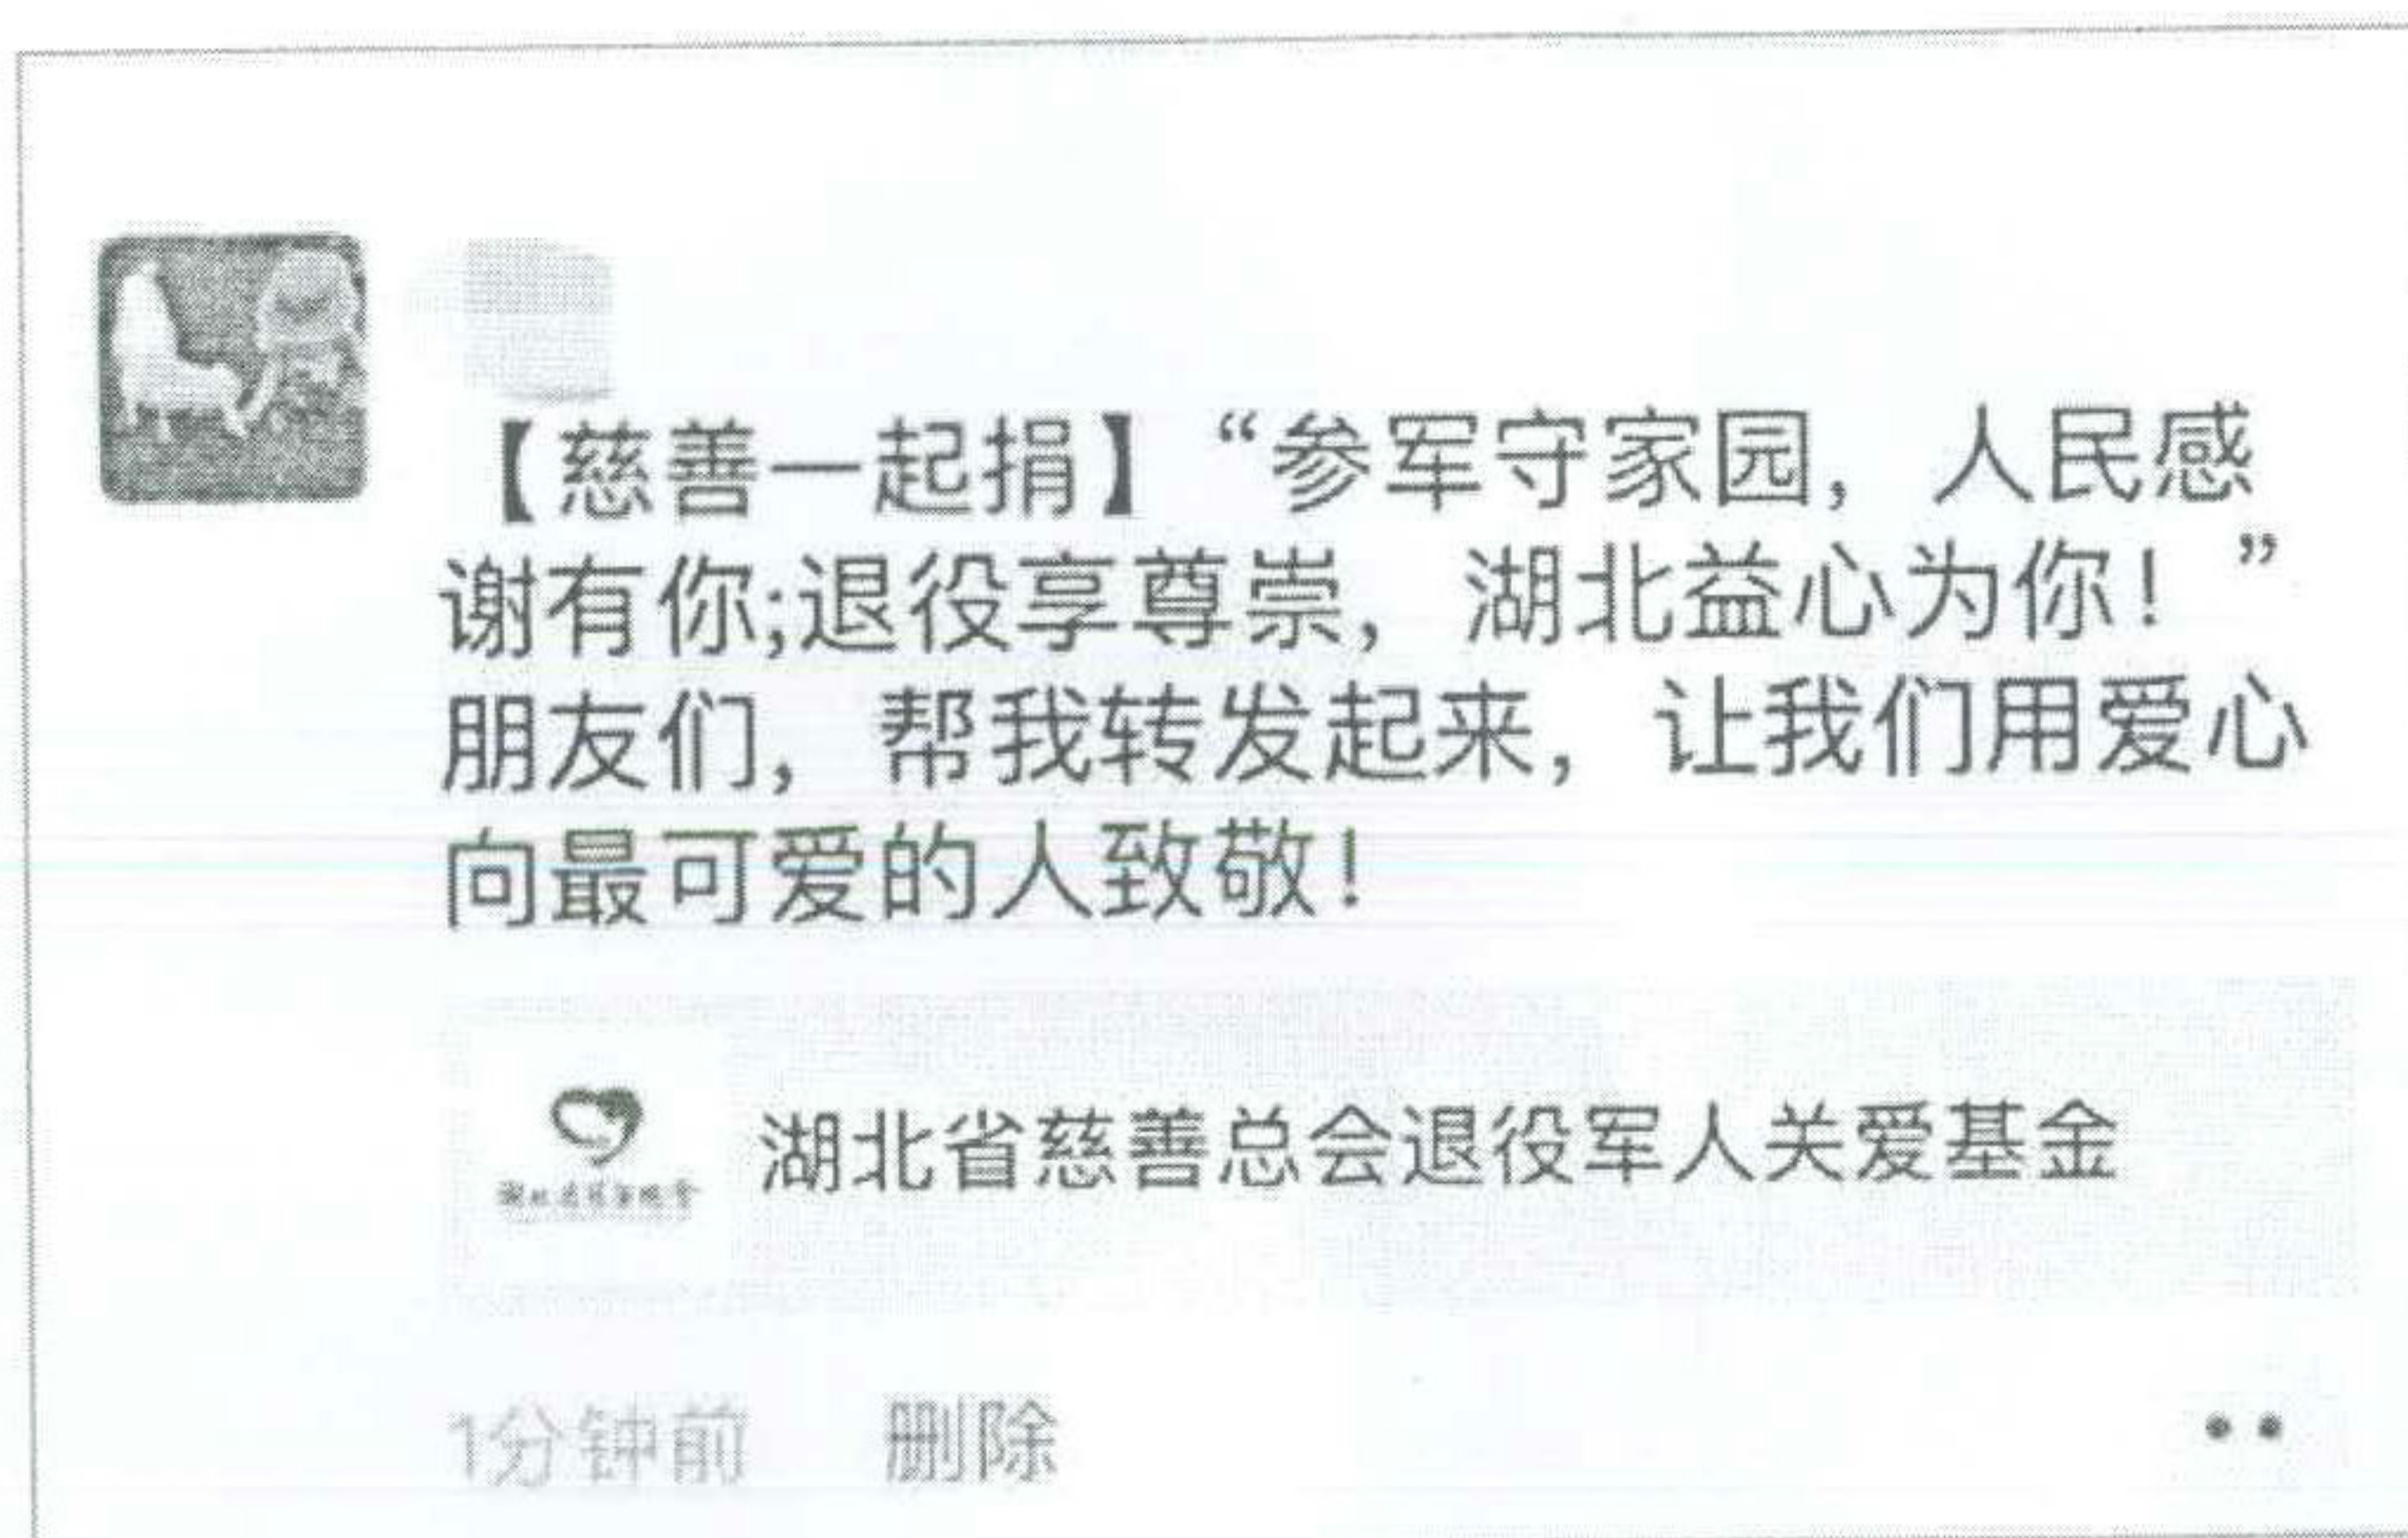 【慈善一起捐】“参军守家园，人民感
谢有你;退役享尊崇，湖北益心为你！”
朋友们，帮我转发起来，让我们用爱心
向最可爱的人致敬！
湖北省慈善总会退役军人关爱基金
1分钟前 删除